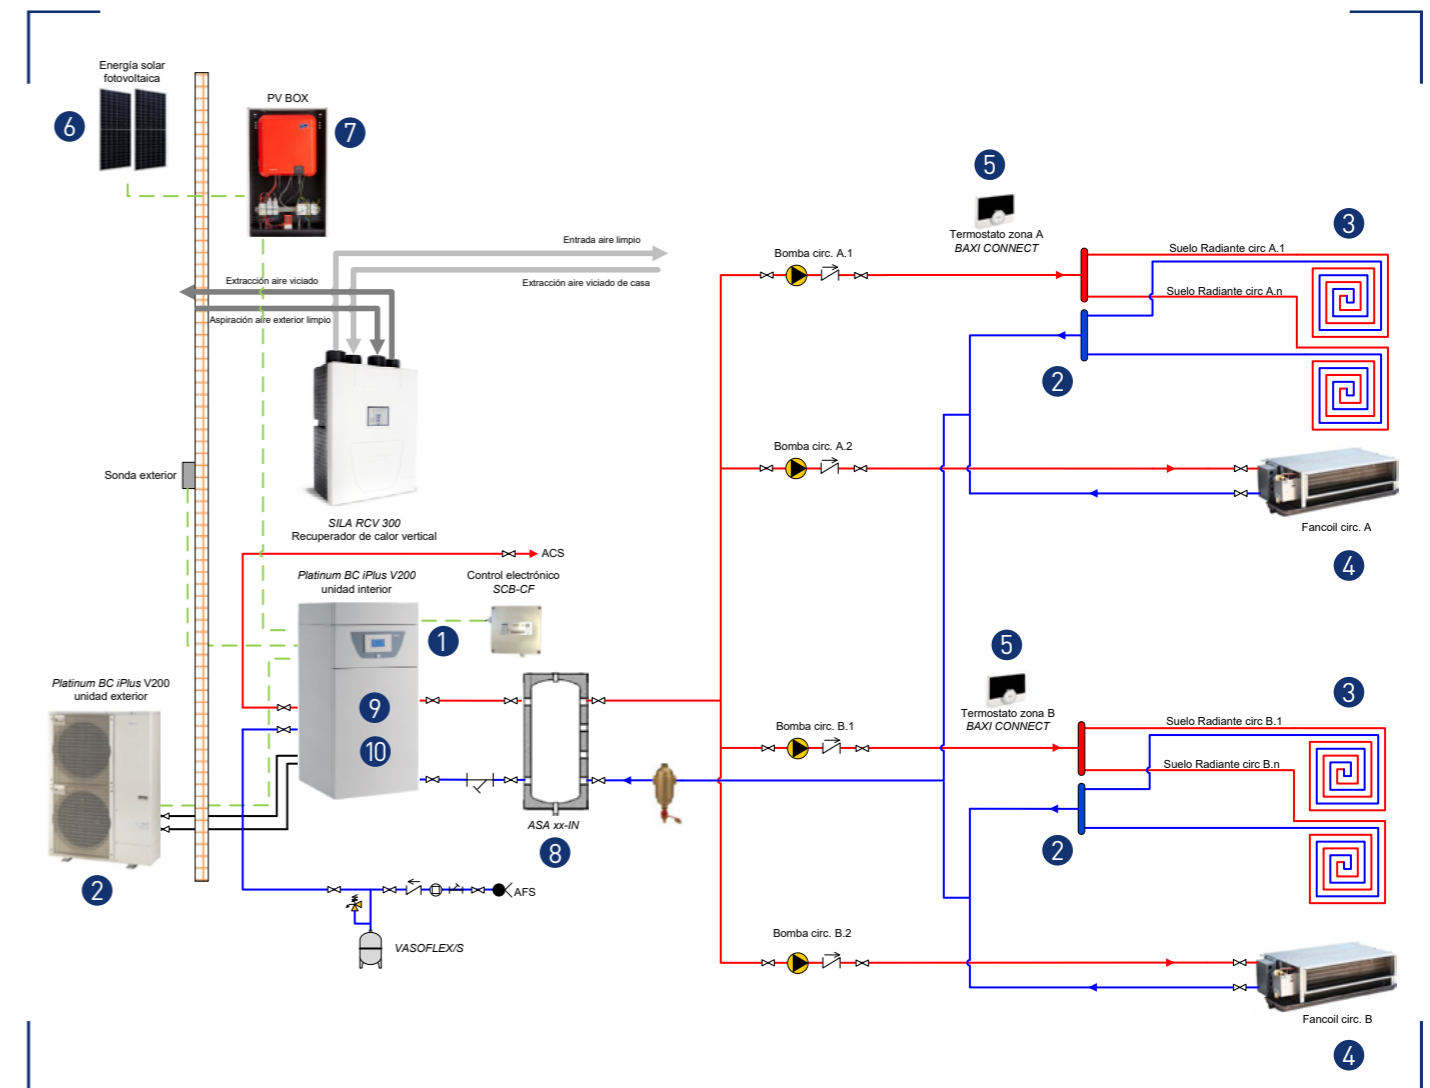 Energía solar
fotovoltaica
6
PV BOX
7
Entrada aire limpio
Extracción aire viciado de casa
Extracción aire viciado
Aspiración aire exterior limpio
Sonda exterior
SILA RCV 300
Recuperador de calor vertical
ACS
Platinum BC iPlus V200
unidad interior
Control electrónico
SCB-CF
1
9
10
Platinum BC iPlus V200
unidad exterior
2
ASA xx-IN
8
AFS
VASOFLEX/S
5
Termostato zona A
BAXI CONNECT
Bomba circ. A.1
Suelo Radiante circ A.1
Suelo Radiante circ A.n
3
2
Bomba circ. A.2
Fancoil circ. A
4
5
Termostato zona B
BAXI CONNECT
Bomba circ. B.1
Suelo Radiante circ B.1
Suelo Radiante circ B.n
3
2
Bomba circ. B.2
Fancoil circ. B
4